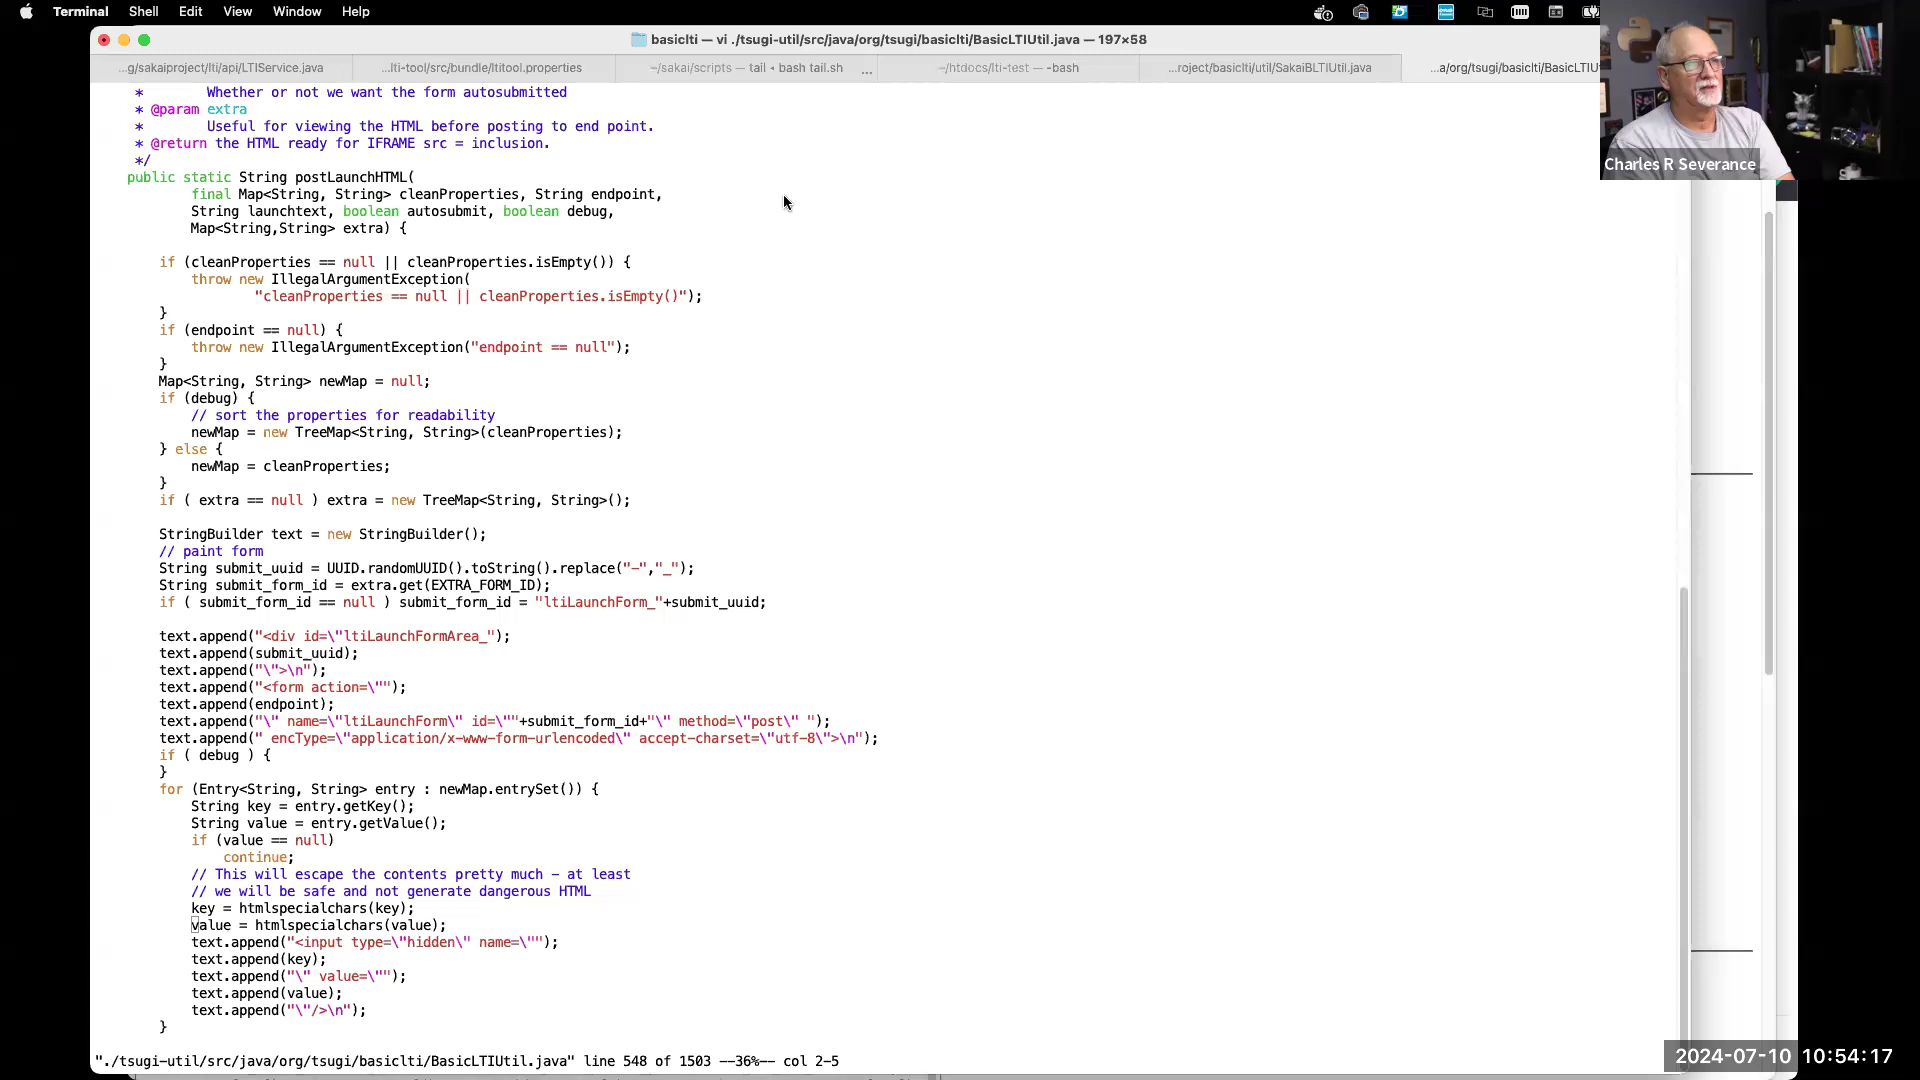 Terminal Shell Edit View Window Help
basiclti — vi ./tsugi-util/src/java/org/tsugi/basiclti/BasicLTIUtil.java — 197×58
...g/sakaiproject/lti/api/LTIService.java ...lti-tool/src/bundle/ltitool.properties ~/sakai/scripts — tail ◂ bash tail.sh ... ~/htdocs/lti-test — -bash ...roject/basiclti/util/SakaiBLTIUtil.java ...a/org/tsugi/basiclti/BasicLTIU
Charles R Severance
* Whether or not we want the form autosubmitted
* @param extra
* Useful for viewing the HTML before posting to end point.
* @return the HTML ready for IFRAME src = inclusion.
*/
public static String postLaunchHTML(
final Map<String, String> cleanProperties, String endpoint,
String launchtext, boolean autosubmit, boolean debug,
Map<String,String> extra) {
if (cleanProperties == null || cleanProperties.isEmpty()) {
throw new IllegalArgumentException(
"cleanProperties == null || cleanProperties.isEmpty()");
}
if (endpoint == null) {
throw new IllegalArgumentException("endpoint == null");
}
Map<String, String> newMap = null;
if (debug) {
// sort the properties for readability
newMap = new TreeMap<String, String>(cleanProperties);
} else {
newMap = cleanProperties;
}
if ( extra == null ) extra = new TreeMap<String, String>();
StringBuilder text = new StringBuilder();
// paint form
String submit_uuid = UUID.randomUUID().toString().replace("-","_");
String submit_form_id = extra.get(EXTRA_FORM_ID);
if ( submit_form_id == null ) submit_form_id = "ltiLaunchForm_"+submit_uuid;
text.append("<div id=\"ltiLaunchFormArea_");
text.append(submit_uuid);
text.append("\">\n");
text.append("<form action=\"");
text.append(endpoint);
text.append("\" name=\"ltiLaunchForm\" id=\""+submit_form_id+"\" method=\"post\" ");
text.append(" encType=\"application/x-www-form-urlencoded\" accept-charset=\"utf-8\">\n");
if ( debug ) {
}
for (Entry<String, String> entry : newMap.entrySet()) {
String key = entry.getKey();
String value = entry.getValue();
if (value == null)
continue;
// This will escape the contents pretty much - at least
// we will be safe and not generate dangerous HTML
key = htmlspecialchars(key);
value = htmlspecialchars(value);
text.append("<input type=\"hidden\" name=\"");
text.append(key);
text.append("\" value=\"");
text.append(value);
text.append("\"/>\n");
}
"./tsugi-util/src/java/org/tsugi/basiclti/BasicLTIUtil.java" line 548 of 1503 --36%-- col 2-5
2024-07-10 10:54:17